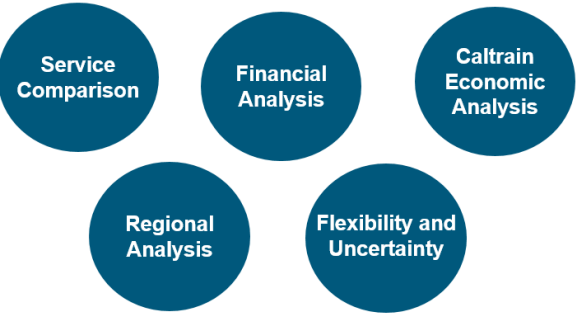 Service
Comparison
Financial
Analysis
Caltrain
Economic
Analysis
Regional
Analysis
Flexibility and
Uncertainty